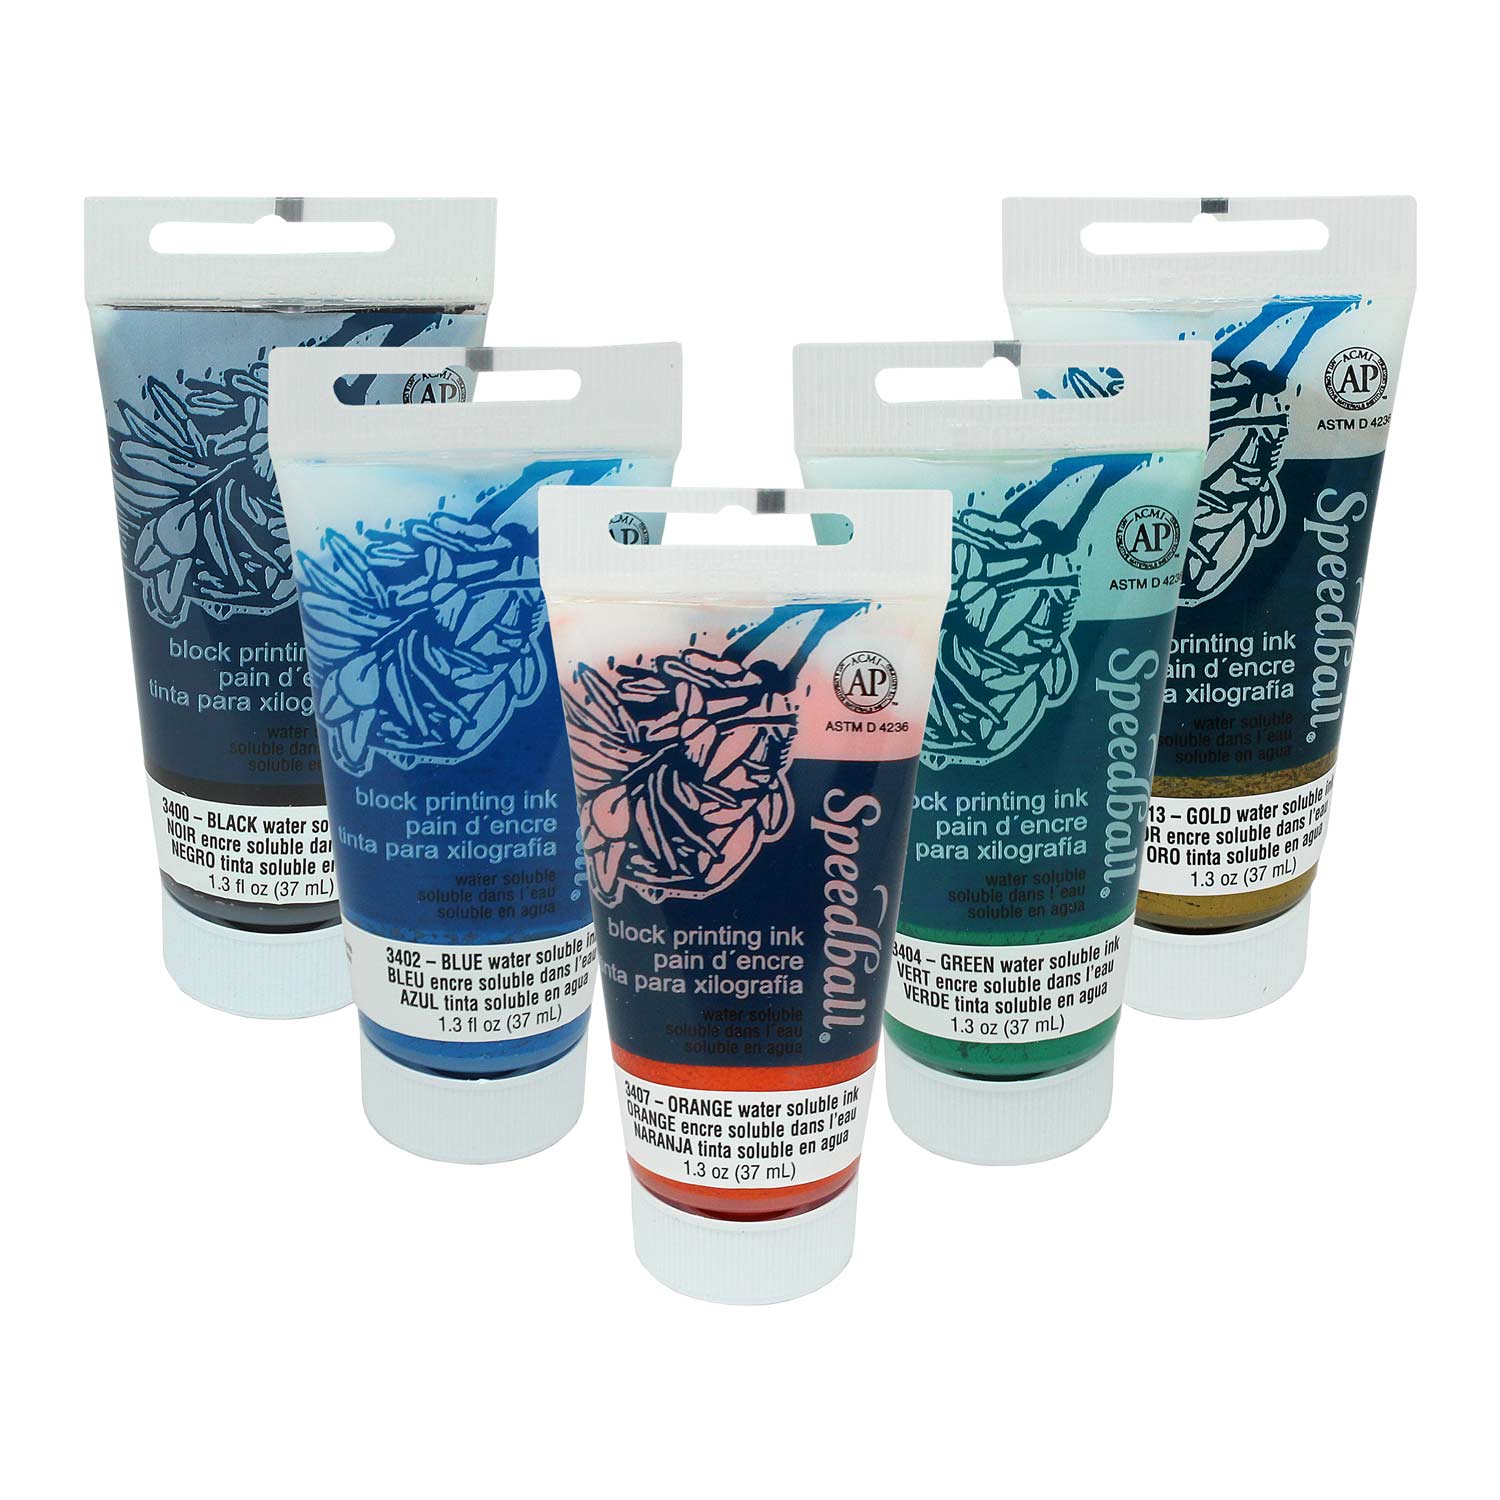 AP
block printin
pain d´e
tinta para xilog
water
soluble dan
soluble e
3400 – BLACK water so
NOIR encre soluble dan
NEGRO tinta soluble en
1.3 fl oz (37 mL)
ACMI
block printing ink
pain d´encre
tinta para xilografía
water soluble
soluble dans l´eau
soluble en agua
3402 – BLUE water soluble in
BLEU encre soluble dans l'eau
AZUL tinta soluble en agua
1.3 fl oz (37 mL)
ACMI
AP
ASTM D 4236
Speedball®
block printing ink
pain d´encre
tinta para xilografía
water soluble
soluble dans l´eau
soluble en agua
3407 – ORANGE water soluble ink
ORANGE encre soluble dans l'eau
NARANJA tinta soluble en agua
1.3 oz (37 mL)
ACMI
AP
ASTM D 423
Speedball®
ock printing ink
pain d´encre
para xilografía
water soluble
soluble dans l´eau
soluble en agua
3404 – GREEN water soluble ink
VERT encre soluble dans l'eau
VERDE tinta soluble en agua
1.3 oz (37 mL)
ACMI
AP
ASTM D 4236
Speedball®
printing ink
ain d´encre
a xilografía
water soluble
soluble dans l´eau
soluble en agua
13 – GOLD water soluble in
OR encre soluble dans l'eau
ORO tinta soluble en agua
1.3 oz (37 mL)